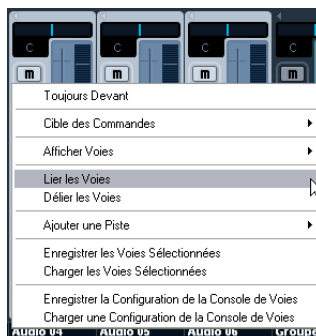 C C C C
m m m m
Toujours Devant
Cible des Commandes
Afficher Voies
Lier les Voies
Délier les Voies
Ajouter une Piste
Enregistrer les Voies Sélectionnées
Charger les Voies Sélectionnées
Enregistrer la Configuration de la Console de Voies
Charger une Configuration de la Console de Voies
Audio 04 Audio 05 Audio 06 Groupe